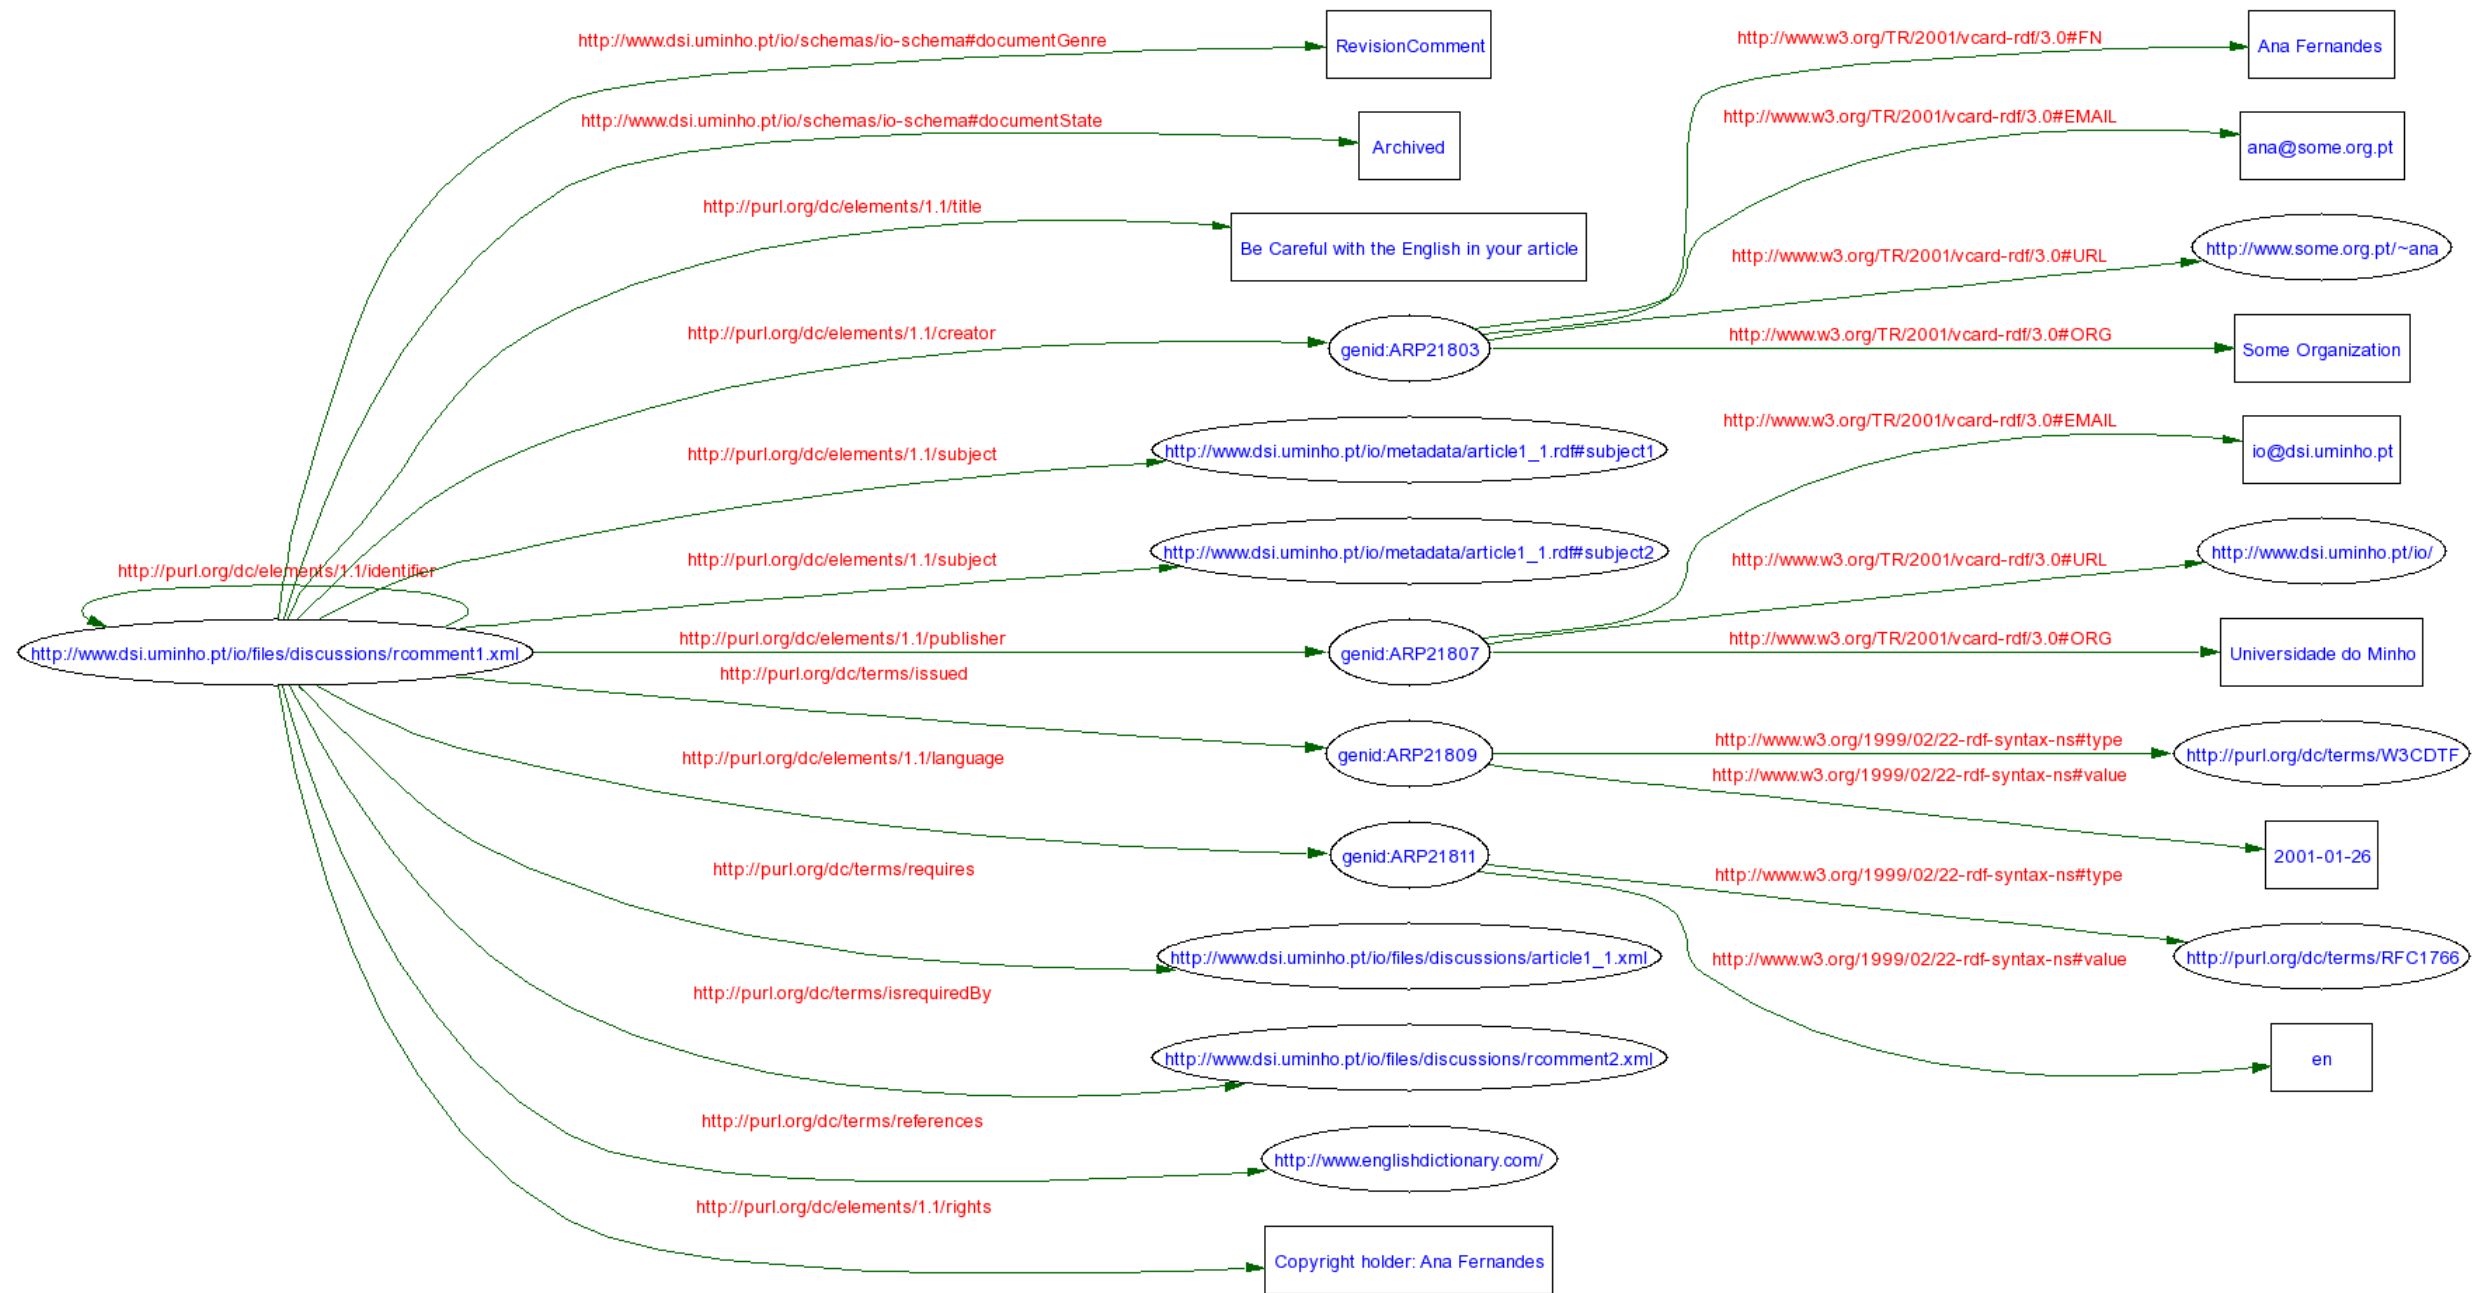 http://www.dsi.uminho.pt/io/schemas/io-schema#documentGenre
RevisionComment
http://www.w3.org/TR/2001/vcard-rdf/3.0#FN
Ana Fernandes
http://www.dsi.uminho.pt/io/schemas/io-schema#documentState
Archived
http://www.w3.org/TR/2001/vcard-rdf/3.0#EMAIL
ana@some.org.pt
http://purl.org/dc/elements/1.1/title
Be Careful with the English in your article
http://www.w3.org/TR/2001/vcard-rdf/3.0#URL
http://www.some.org.pt/~ana
http://purl.org/dc/elements/1.1/creator
genid:ARP21803
http://www.w3.org/TR/2001/vcard-rdf/3.0#ORG
Some Organization
http://purl.org/dc/elements/1.1/subject
http://www.dsi.uminho.pt/io/metadata/article1_1.rdf#subject1
http://www.w3.org/TR/2001/vcard-rdf/3.0#EMAIL
io@dsi.uminho.pt
http://purl.org/dc/elements/1.1/subject
http://www.dsi.uminho.pt/io/metadata/article1_1.rdf#subject2
http://www.w3.org/TR/2001/vcard-rdf/3.0#URL
http://www.dsi.uminho.pt/io/
http://purl.org/dc/elements/1.1/identifier
http://www.dsi.uminho.pt/io/files/discussions/rcomment1.xml
http://purl.org/dc/elements/1.1/publisher
genid:ARP21807
http://www.w3.org/TR/2001/vcard-rdf/3.0#ORG
Universidade do Minho
http://purl.org/dc/terms/issued
genid:ARP21809
http://www.w3.org/1999/02/22-rdf-syntax-ns#type
http://purl.org/dc/terms/W3CDTF
http://www.w3.org/1999/02/22-rdf-syntax-ns#value
2001-01-26
http://purl.org/dc/elements/1.1/language
genid:ARP21811
http://www.w3.org/1999/02/22-rdf-syntax-ns#type
http://purl.org/dc/terms/RFC1766
http://www.w3.org/1999/02/22-rdf-syntax-ns#value
en
http://purl.org/dc/terms/requires
http://www.dsi.uminho.pt/io/files/discussions/article1_1.xml
http://purl.org/dc/terms/isrequiredBy
http://www.dsi.uminho.pt/io/files/discussions/rcomment2.xml
http://purl.org/dc/terms/references
http://www.englishdictionary.com/
http://purl.org/dc/elements/1.1/rights
Copyright holder: Ana Fernandes